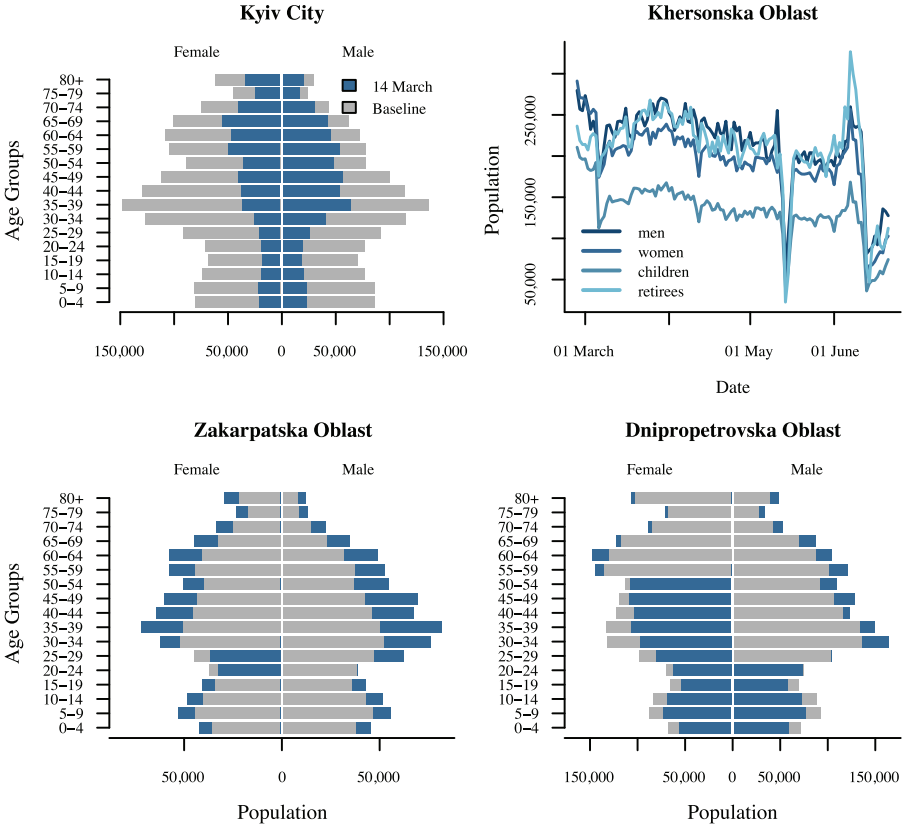 Kyiv City
Female Male
Age Groups
80+
75–79
70–74
65–69
60–64
55–59
50–54
45–49
40–44
35–39
30–34
25–29
20–24
15–19
10–14
5–9
0–4
14 March
Baseline
150,000 50,000 0 50,000 150,000
Khersonska Oblast
Population
250,000
150,000
50,000
men
women
children
retirees
01 March 01 May 01 June
Date
Zakarpatska Oblast
Female Male
Age Groups
80+
75–79
70–74
65–69
60–64
55–59
50–54
45–49
40–44
35–39
30–34
25–29
20–24
15–19
10–14
5–9
0–4
50,000 0 50,000
Population
Dnipropetrovska Oblast
Female Male
80+
75–79
70–74
65–69
60–64
55–59
50–54
45–49
40–44
35–39
30–34
25–29
20–24
15–19
10–14
5–9
0–4
150,000 50,000 0 50,000 150,000
Population